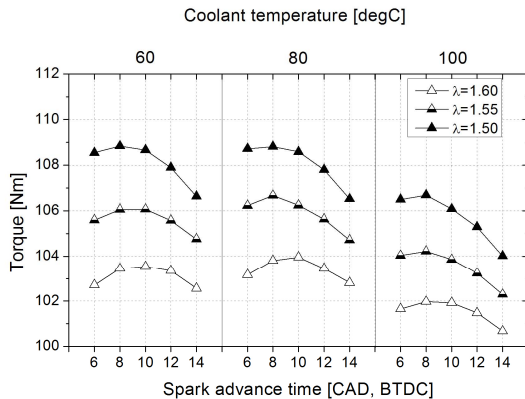 Coolant temperature [degC]
60 80 100
112
110
108
106
104
102
100
Torque [Nm]
λ=1.60
λ=1.55
λ=1.50
6 8 10 12 14 6 8 10 12 14 6 8 10 12 14
Spark advance time [CAD, BTDC]